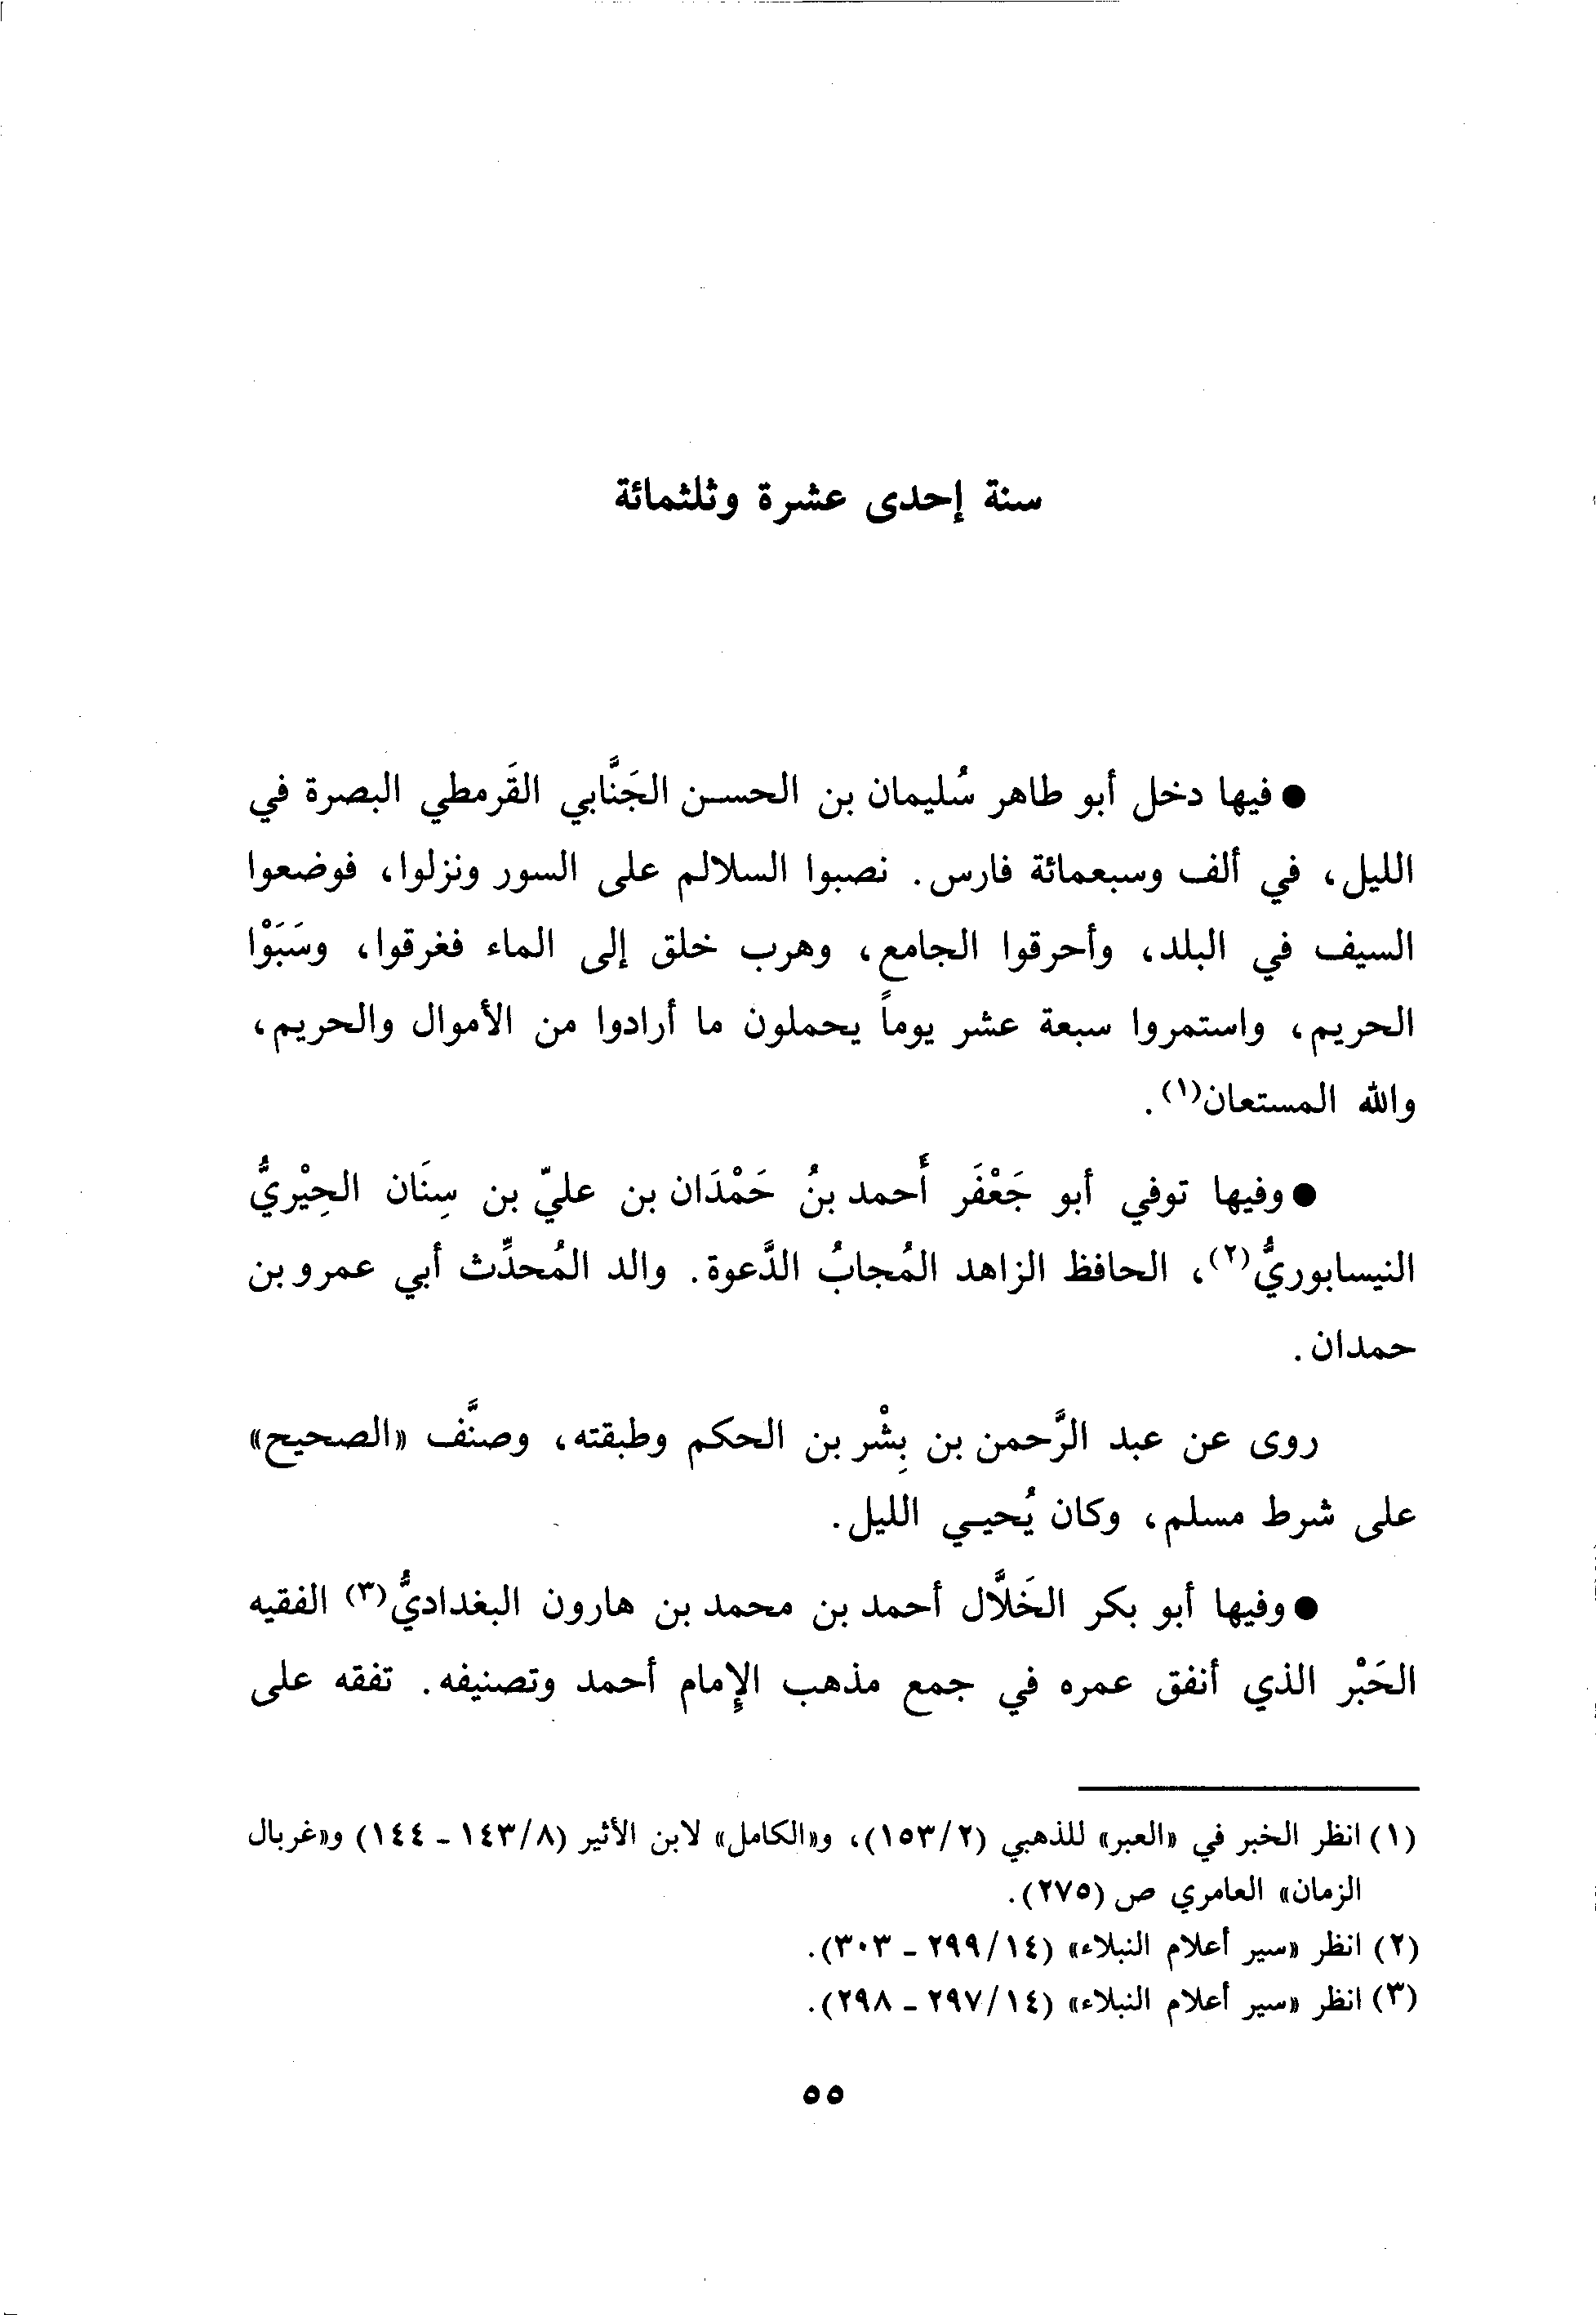 سنة إحدى عشرة وثلثمائة
● فيها دخل أبو طاهر سُليمان بن الحسـن الجَنَّابي القَرمطي البصرة في
الليل، في ألف وسبعمائة فارس. نصبوا السلالم على السور ونزلوا، فوضعوا
السيف في البلد، وأحرقوا الجامع، وهرب خلق إلى الماء فغرقوا، وسَبَوْا
الحريم، واستمروا سبعة عشر يوماً يحملون ما أرادوا من الأموال والحريم،
والله المستعان(١).
● وفيها توفي أبو جَعْفَر أَحمد بنُ حَمْدَان بن عليّ بن سِنَان الحِيْريُّ
النيسابوريُّ(٢)، الحافظ الزاهد المُجابُ الدَّعوة. والد المُحدِّث أبي عمرو بن
حمدان.
روى عن عبد الرَّحمن بن بِشْر بن الحكم وطبقته، وصنَّف «الصحيح»
على شرط مسلم، وكان يُحيـي الليل.
● وفيها أبو بكر الخَلَّال أحمد بن محمد بن هارون البغداديُّ(٣) الفقيه
الحَبْر الذي أنفق عمره في جمع مذهب الإِمام أحمد وتصنيفه. تفقه على
(١) انظر الخبر في «العبر» للذهبي (٢/١٥٣)، و«الكامل» لابن الأثير (٨/١٤٣ - ١٤٤) و«غربال
الزمان» العامري ص (٢٧٥).
(٢) انظر «سير أعلام النبلاء» (١٤/٢٩٩ - ٣٠٣).
(٣) انظر «سير أعلام النبلاء» (١٤/٢٩٧ - ٢٩٨).
٥٥